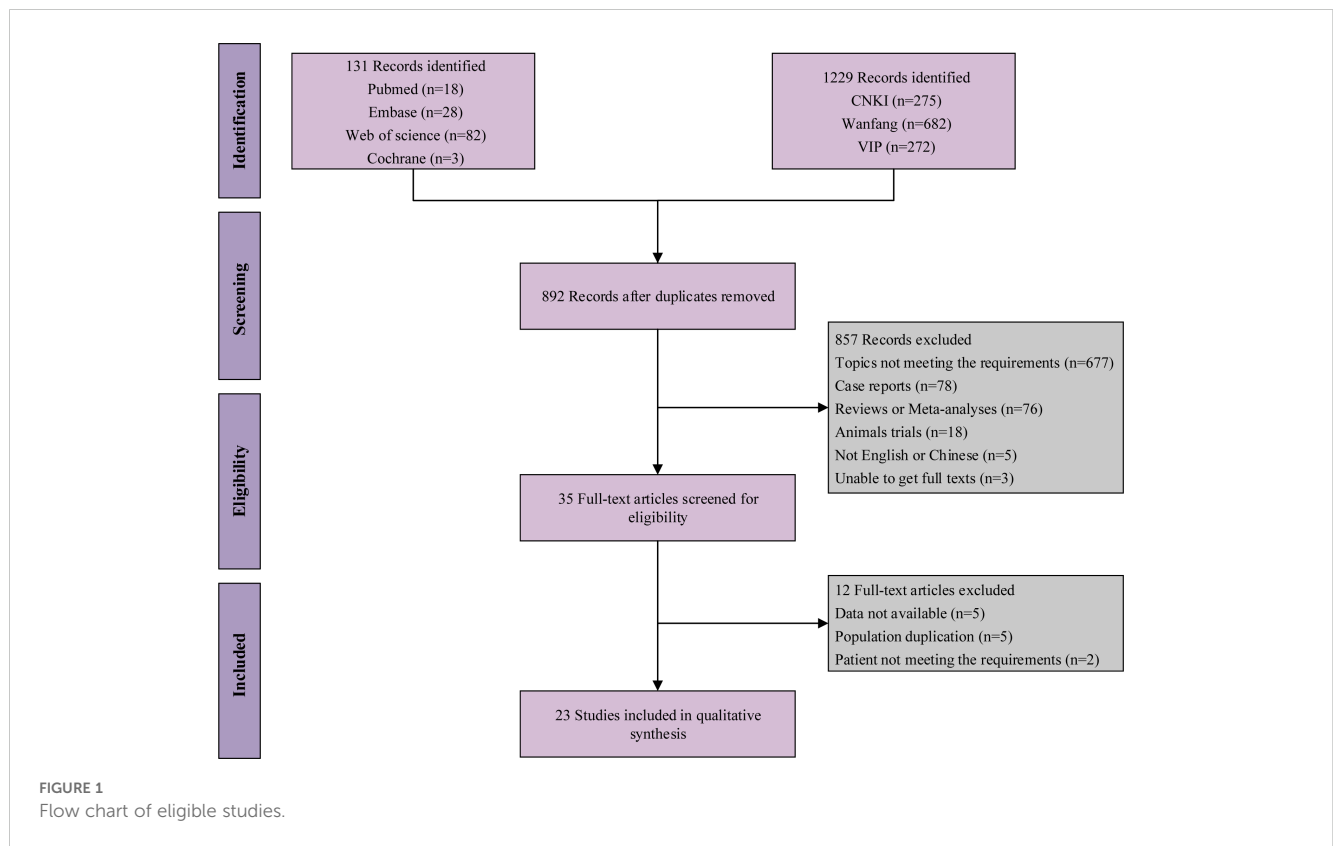 Identification
131 Records identified
Pubmed (n=18)
Embase (n=28)
Web of science (n=82)
Cochrane (n=3)
1229 Records identified
CNKI (n=275)
Wanfang (n=682)
VIP (n=272)
Screening
892 Records after duplicates removed
857 Records excluded
Topics not meeting the requirements (n=677)
Case reports (n=78)
Reviews or Meta-analyses (n=76)
Animals trials (n=18)
Not English or Chinese (n=5)
Unable to get full texts (n=3)
Eligibility
35 Full-text articles screened for
eligibility
12 Full-text articles excluded
Data not available (n=5)
Population duplication (n=5)
Patient not meeting the requirements (n=2)
Included
23 Studies included in qualitative
synthesis
FIGURE 1
Flow chart of eligible studies.